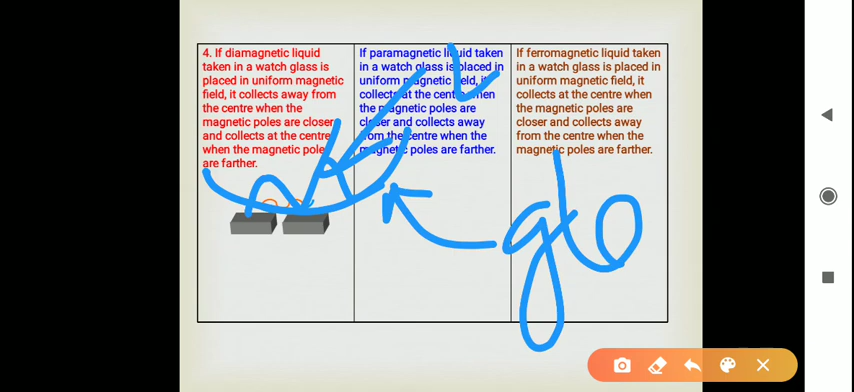 4. If diamagnetic liquid
taken in a watch glass is
placed in uniform magnetic
field, it collects away from
the centre when the
magnetic poles are closer
and collects at the centre
when the magnetic poles
are farther.
If paramagnetic liquid taken
in a watch glass is placed in
uniform magnetic field, it
collects at the centre when
the magnetic poles are
closer and collects away
from the centre when the
magnetic poles are farther.
If ferromagnetic liquid taken
in a watch glass is placed in
uniform magnetic field, it
collects at the centre when
the magnetic poles are
closer and collects away
from the centre when the
magnetic poles are farther.